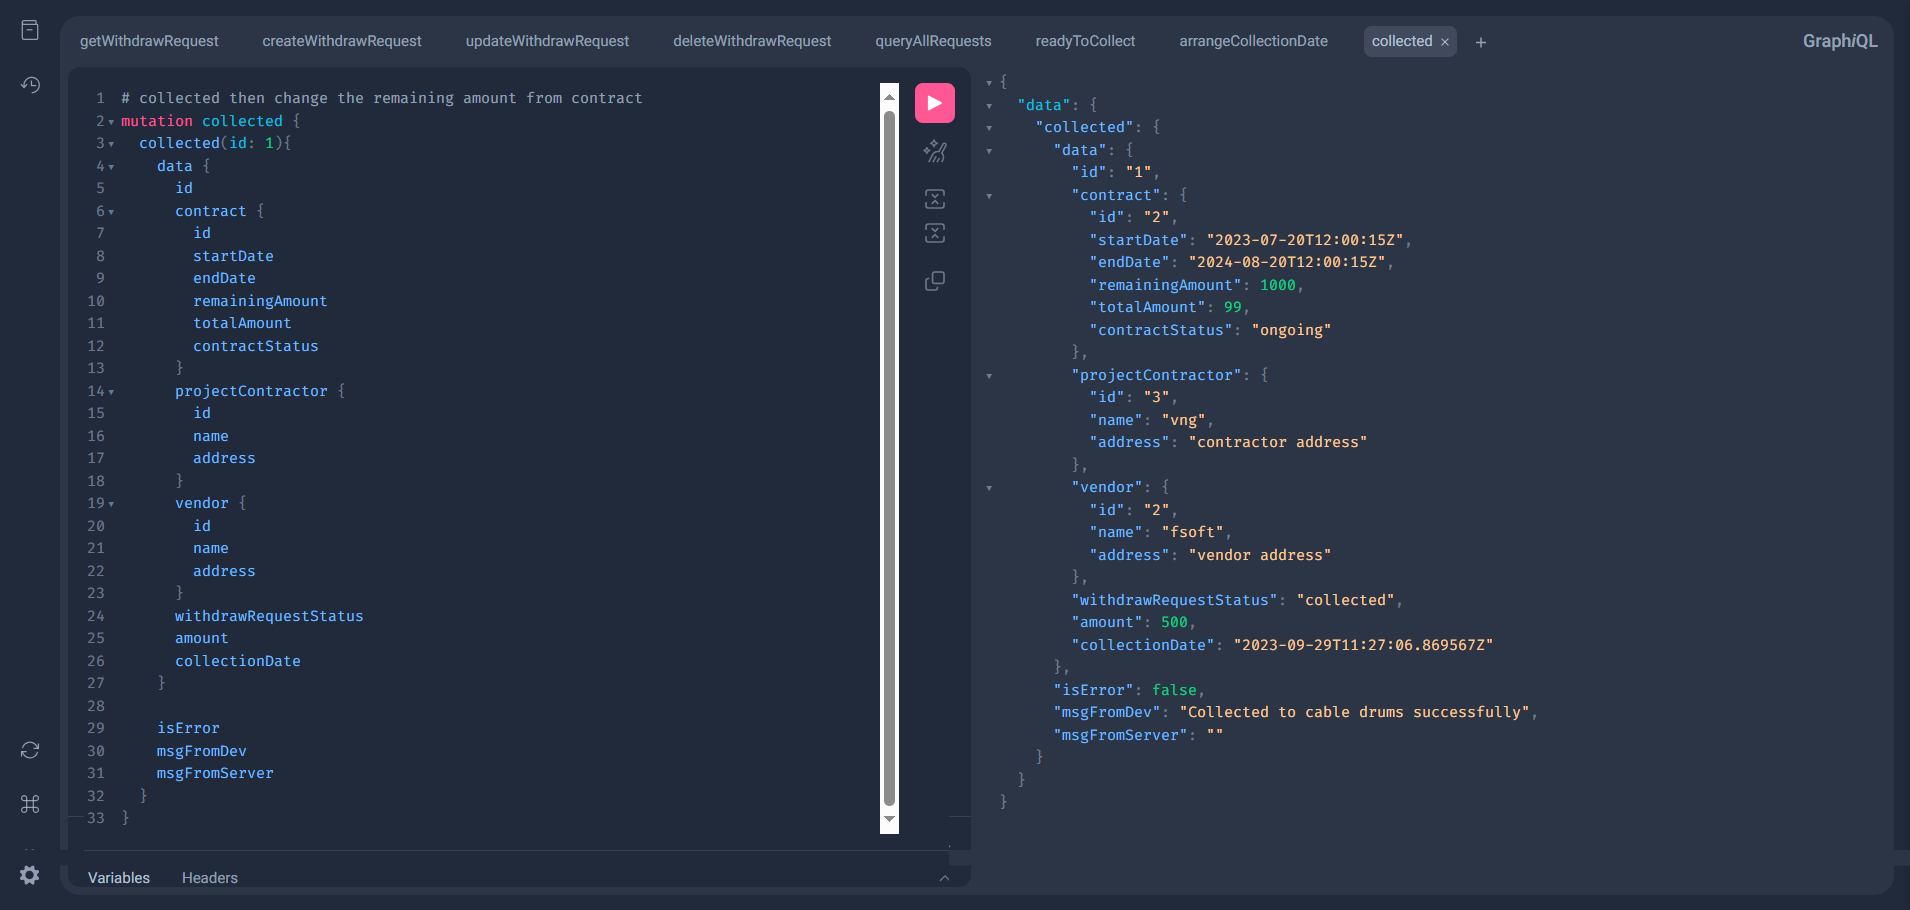 getWithdrawRequest createWithdrawRequest updateWithdrawRequest deleteWithdrawRequest queryAllRequests readyToCollect arrangeCollectionDate collected × + GraphiQL
1 # collected then change the remaining amount from contract
2 mutation collected {
3 collected(id: 1){
4 data {
5 id
6 contract {
7 id
8 startDate
9 endDate
10 remainingAmount
11 totalAmount
12 contractStatus
13 }
14 projectContractor {
15 id
16 name
17 address
18 }
19 vendor {
20 id
21 name
22 address
23 }
24 withdrawRequestStatus
25 amount
26 collectionDate
27 }
28
29 isError
30 msgFromDev
31 msgFromServer
32 }
33 }
Variables Headers
{
"data": {
"collected": {
"data": {
"id": "1",
"contract": {
"id": "2",
"startDate": "2023-07-20T12:00:15Z",
"endDate": "2024-08-20T12:00:15Z",
"remainingAmount": 1000,
"totalAmount": 99,
"contractStatus": "ongoing"
},
"projectContractor": {
"id": "3",
"name": "vng",
"address": "contractor address"
},
"vendor": {
"id": "2",
"name": "fsoft",
"address": "vendor address"
},
"withdrawRequestStatus": "collected",
"amount": 500,
"collectionDate": "2023-09-29T11:27:06.869567Z"
},
"isError": false,
"msgFromDev": "Collected to cable drums successfully",
"msgFromServer": ""
}
}
}